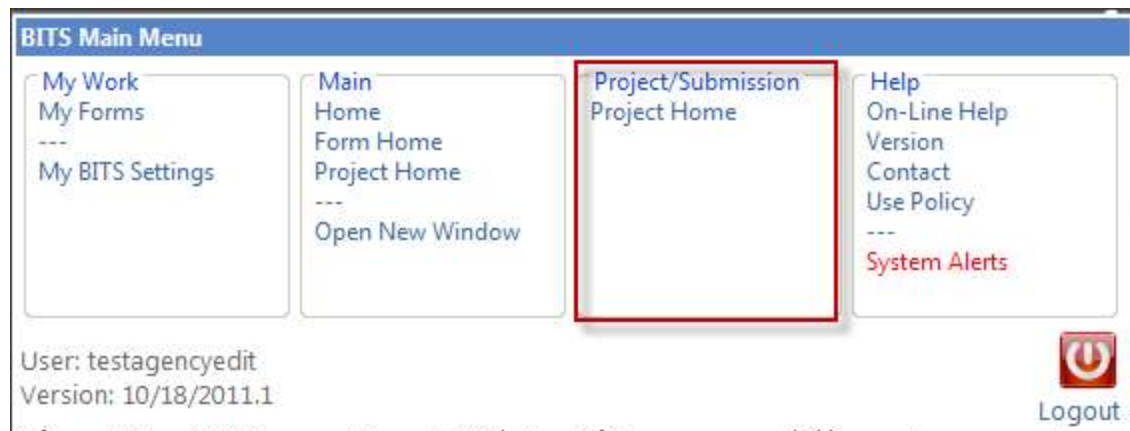 BITS Main Menu
My Work
My Forms
---
My BITS Settings
Main
Home
Form Home
Project Home
---
Open New Window
Project/Submission
Project Home
Help
On-Line Help
Version
Contact
Use Policy
---
System Alerts
User: testagencyedit
Version: 10/18/2011.1
Logout